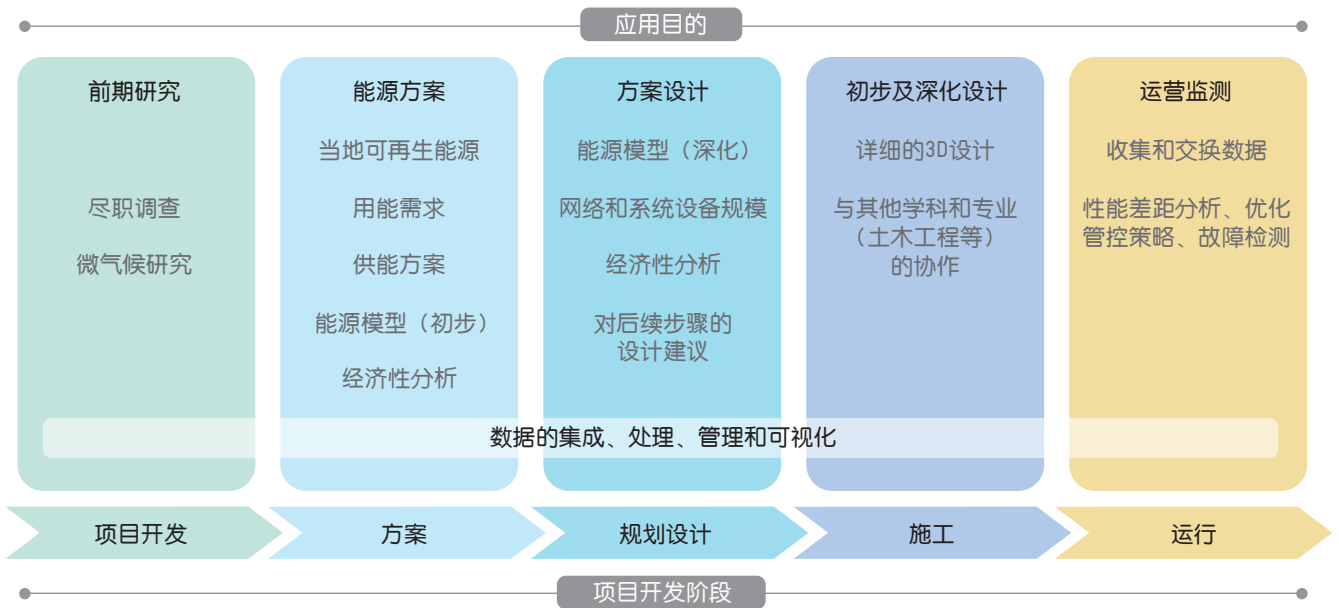 应用目的
前期研究
尽职调查
微气候研究
能源方案
当地可再生能源
用能需求
供能方案
能源模型（初步）
经济性分析
方案设计
能源模型（深化）
网络和系统设备规模
经济性分析
对后续步骤的
设计建议
初步及深化设计
详细的3D设计
与其他学科和专业
（土木工程等）
的协作
运营监测
收集和交换数据
性能差距分析、优化
管控策略、故障检测
数据的集成、处理、管理和可视化
项目开发
方案
规划设计
施工
运行
项目开发阶段